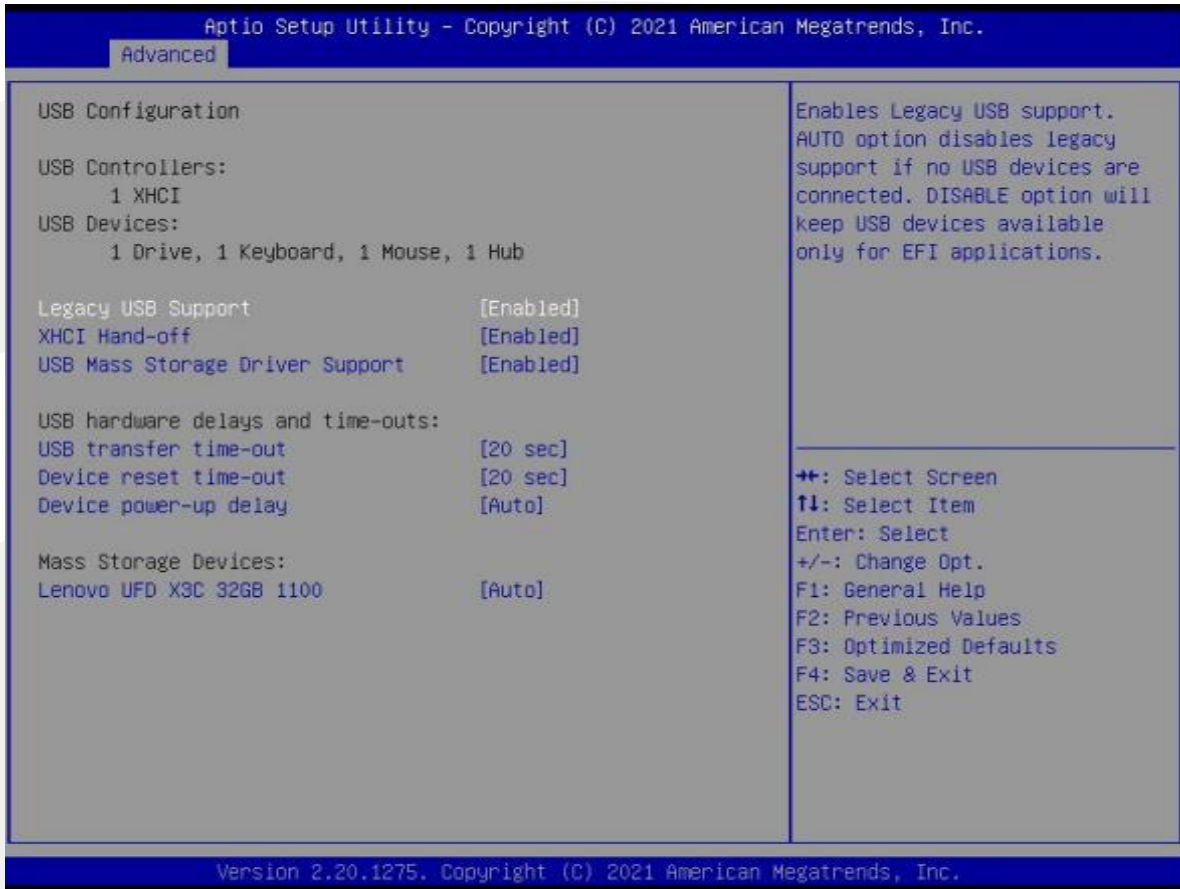 Aptio Setup Utility – Copyright (C) 2021 American Megatrends, Inc.
Advanced
USB Configuration
USB Controllers:
1 XHCI
USB Devices:
1 Drive, 1 Keyboard, 1 Mouse, 1 Hub
Legacy USB Support [Enabled]
XHCI Hand-off [Enabled]
USB Mass Storage Driver Support [Enabled]
USB hardware delays and time-outs:
USB transfer time-out [20 sec]
Device reset time-out [20 sec]
Device power-up delay [Auto]
Mass Storage Devices:
Lenovo UFD X3C 32GB 1100 [Auto]
Enables Legacy USB support.
AUTO option disables legacy
support if no USB devices are
connected. DISABLE option will
keep USB devices available
only for EFI applications.
→←: Select Screen
↑↓: Select Item
Enter: Select
+/-: Change Opt.
F1: General Help
F2: Previous Values
F3: Optimized Defaults
F4: Save & Exit
ESC: Exit
Version 2.20.1275. Copyright (C) 2021 American Megatrends, Inc.